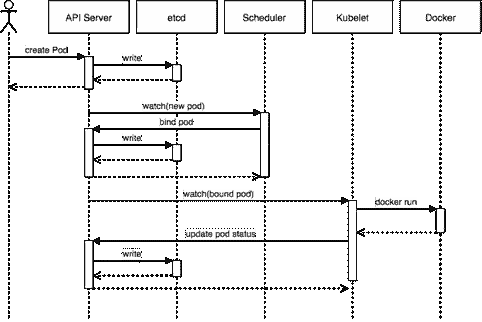 API Server
etcd
Scheduler
Kubelet
Docker
create Pod
write
watch(new pod)
bind pod
write
watch(bound pod)
docker run
update pod status
write